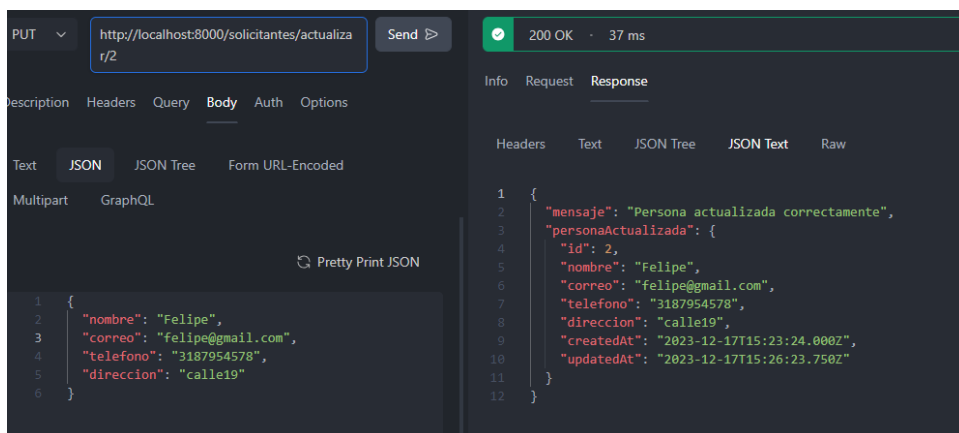 PUT
http://localhost:8000/solicitantes/actualiza
r/2
Send
Description Headers Query Body Auth Options
Text JSON JSON Tree Form URL-Encoded
Multipart GraphQL
Pretty Print JSON
1 {
2 "nombre": "Felipe",
3 "correo": "felipe@gmail.com",
4 "telefono": "3187954578",
5 "direccion": "calle19"
6 }
200 OK · 37 ms
Info Request Response
Headers Text JSON Tree JSON Text Raw
1 {
2 "mensaje": "Persona actualizada correctamente",
3 "personaActualizada": {
4 "id": 2,
5 "nombre": "Felipe",
6 "correo": "felipe@gmail.com",
7 "telefono": "3187954578",
8 "direccion": "calle19",
9 "createdAt": "2023-12-17T15:23:24.000Z",
10 "updatedAt": "2023-12-17T15:26:23.750Z"
11 }
12 }